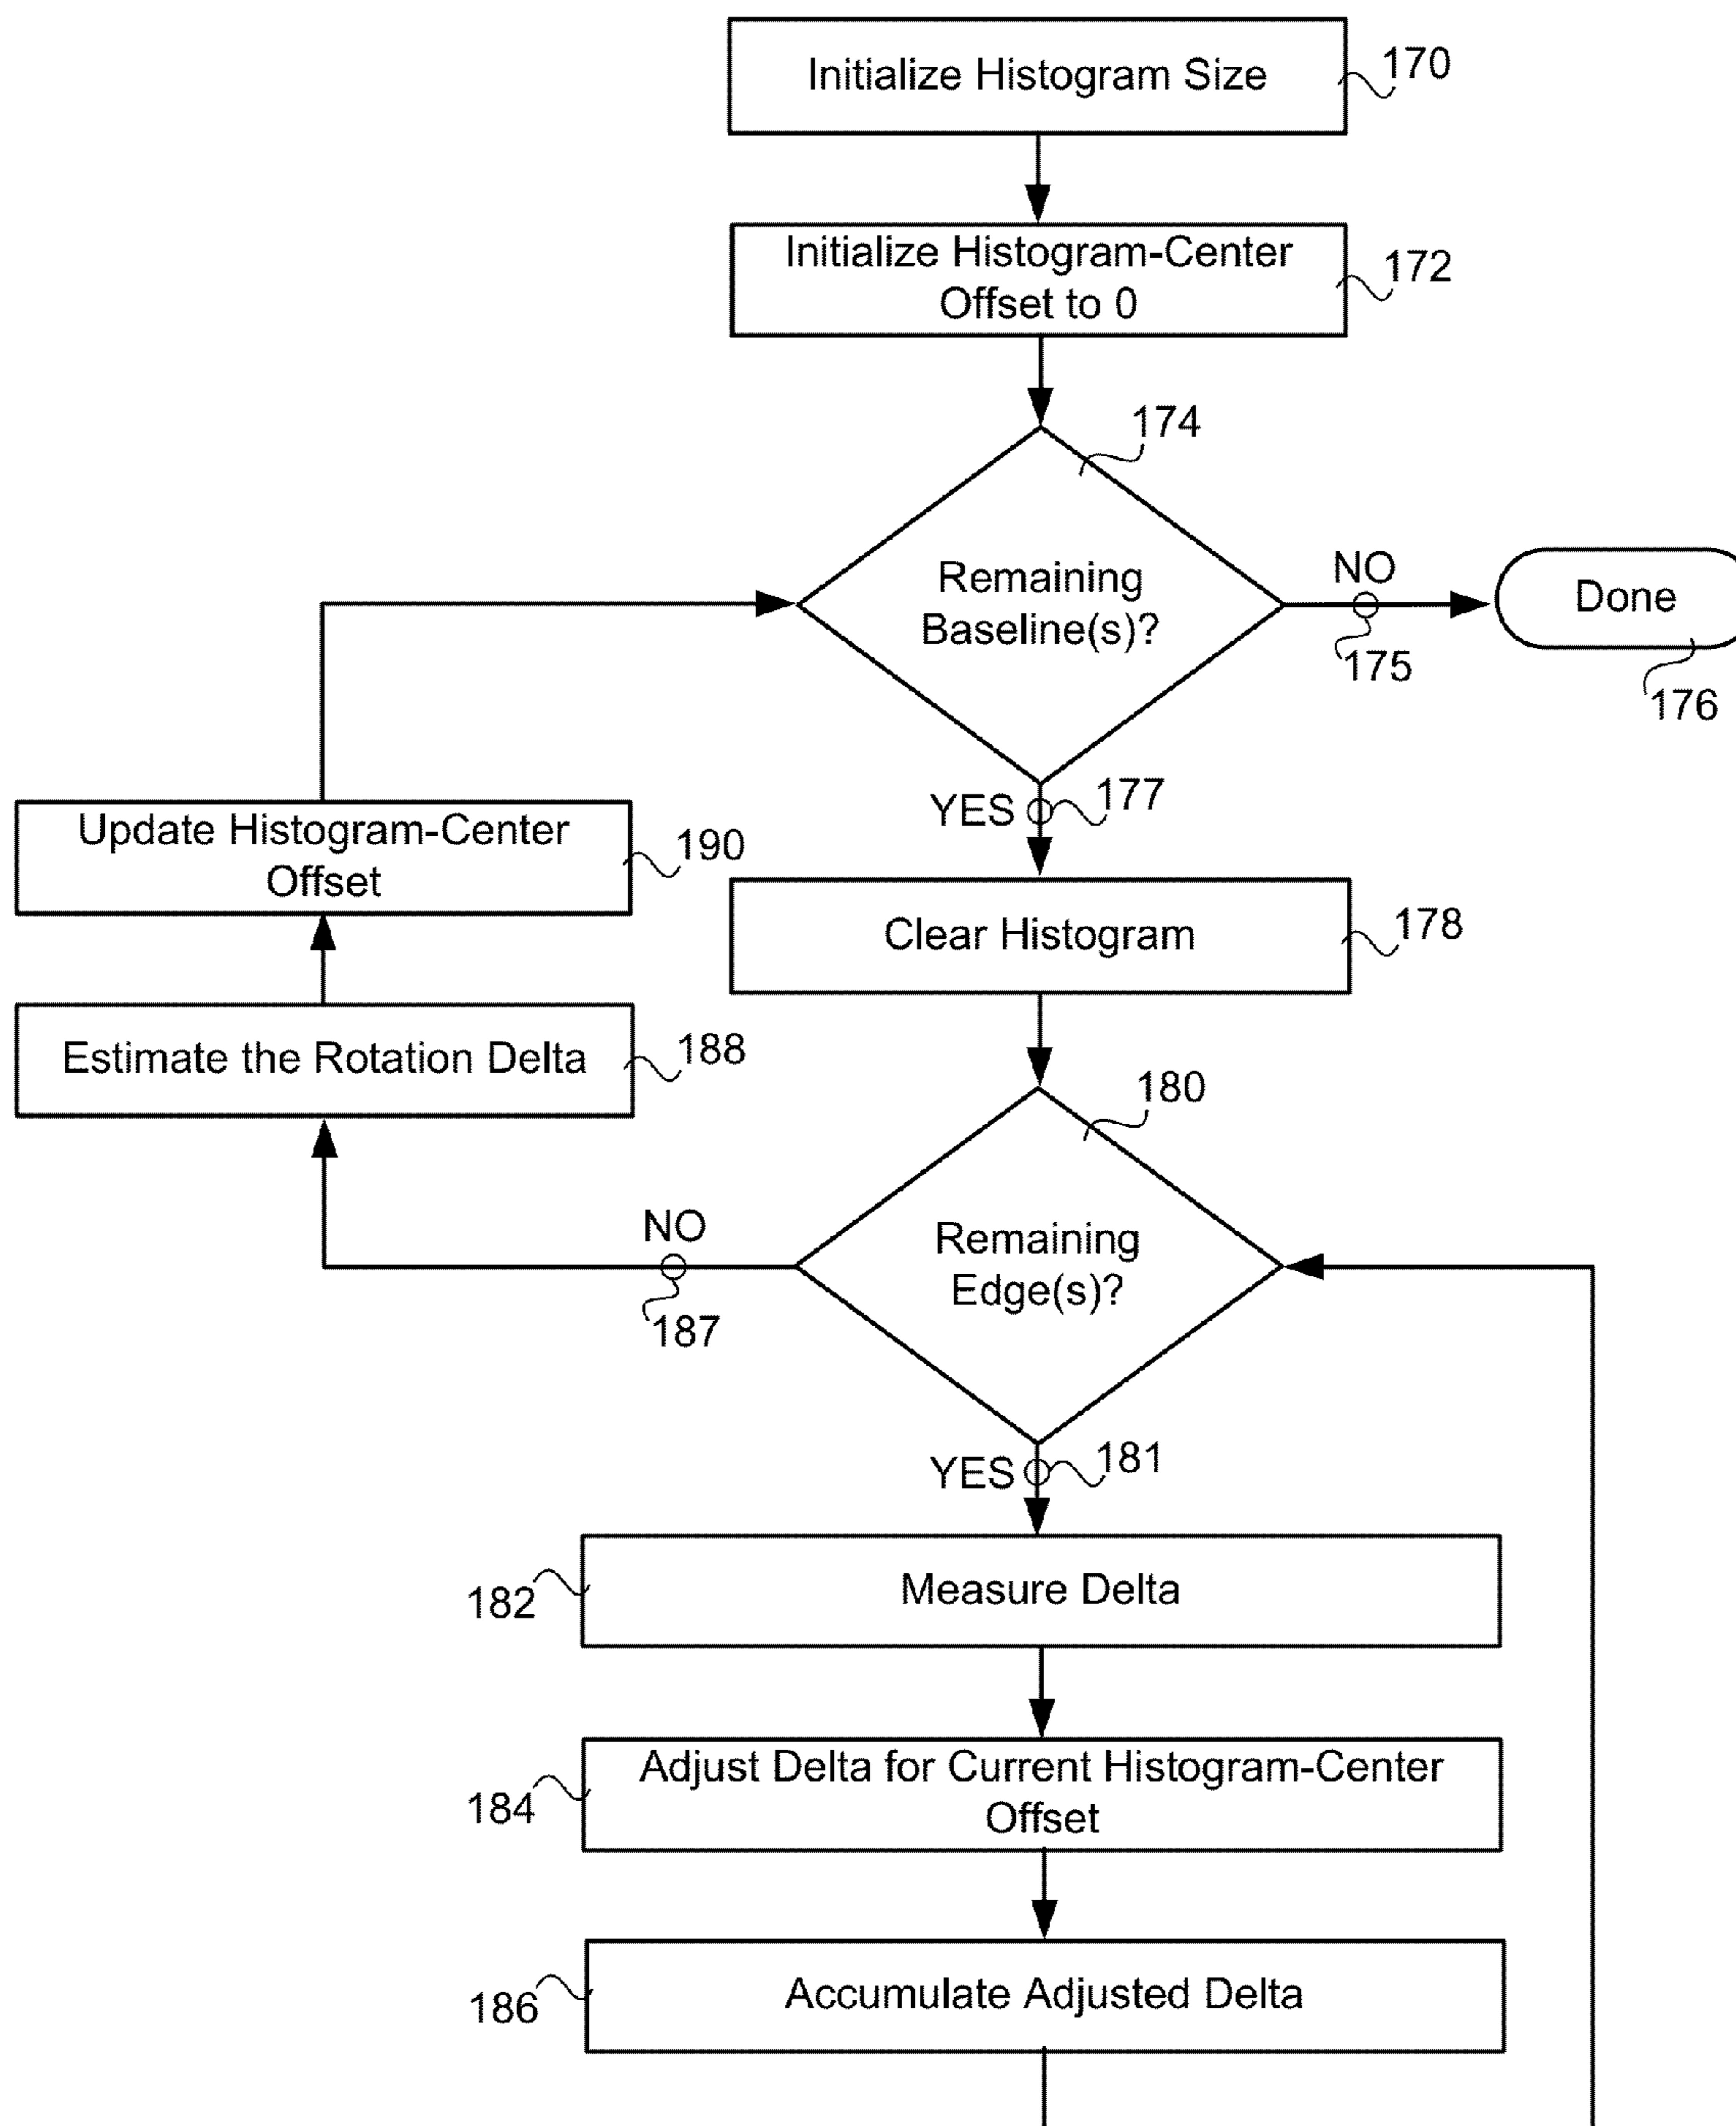 Initialize Histogram Size
170
Initialize Histogram-Center
Offset to 0
172
174
Remaining
Baseline(s)?
NO
175
Done
176
YES
177
Update Histogram-Center
Offset
190
Clear Histogram
178
Estimate the Rotation Delta
188
180
Remaining
Edge(s)?
NO
187
YES
181
Measure Delta
182
Adjust Delta for Current Histogram-Center
Offset
184
Accumulate Adjusted Delta
186